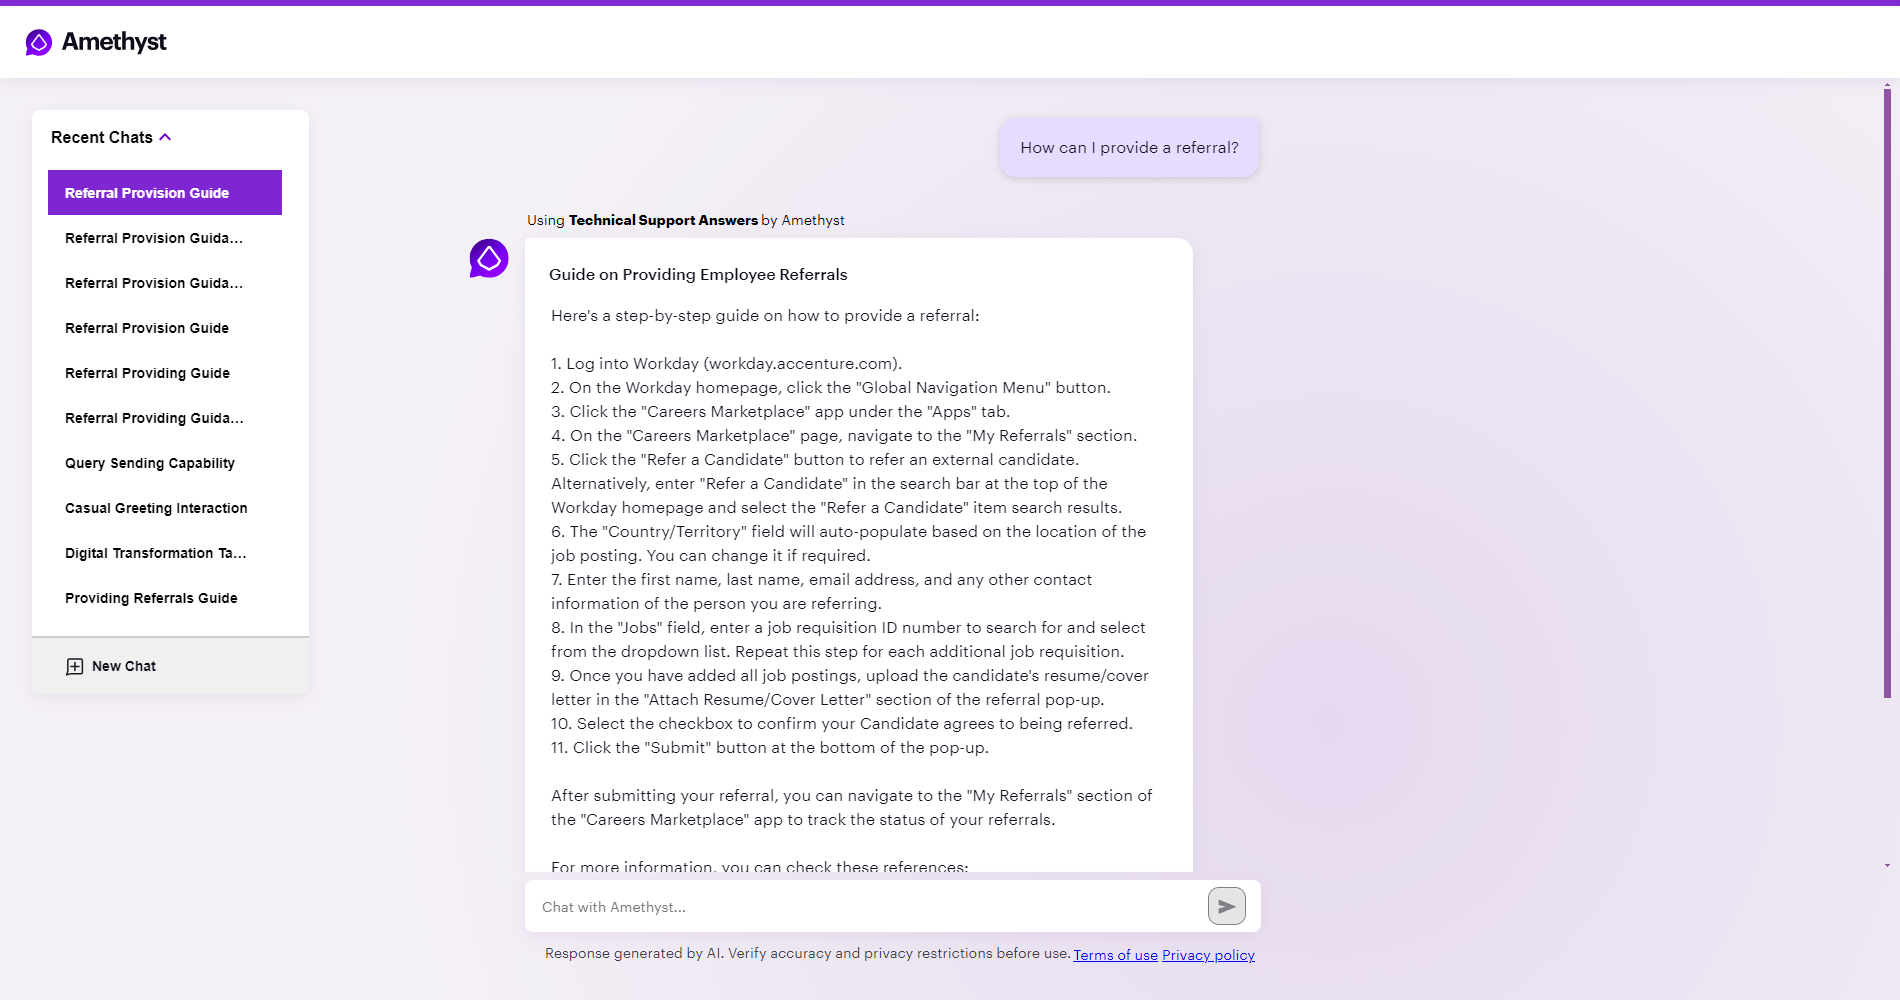 Amethyst
Recent Chats
Referral Provision Guide
Referral Provision Guida...
Referral Provision Guida...
Referral Provision Guide
Referral Providing Guide
Referral Providing Guida...
Query Sending Capability
Casual Greeting Interaction
Digital Transformation Ta...
Providing Referrals Guide
New Chat
How can I provide a referral?
Using Technical Support Answers by Amethyst
Guide on Providing Employee Referrals
Here's a step-by-step guide on how to provide a referral:
1. Log into Workday (workday.accenture.com).
2. On the Workday homepage, click the "Global Navigation Menu" button.
3. Click the "Careers Marketplace" app under the "Apps" tab.
4. On the "Careers Marketplace" page, navigate to the "My Referrals" section.
5. Click the "Refer a Candidate" button to refer an external candidate.
Alternatively, enter "Refer a Candidate" in the search bar at the top of the
Workday homepage and select the "Refer a Candidate" item search results.
6. The "Country/Territory" field will auto-populate based on the location of the
job posting. You can change it if required.
7. Enter the first name, last name, email address, and any other contact
information of the person you are referring.
8. In the "Jobs" field, enter a job requisition ID number to search for and select
from the dropdown list. Repeat this step for each additional job requisition.
9. Once you have added all job postings, upload the candidate's resume/cover
letter in the "Attach Resume/Cover Letter" section of the referral pop-up.
10. Select the checkbox to confirm your Candidate agrees to being referred.
11. Click the "Submit" button at the bottom of the pop-up.
After submitting your referral, you can navigate to the "My Referrals" section of
the "Careers Marketplace" app to track the status of your referrals.
For more information, you can check these references:
Chat with Amethyst...
Response generated by AI. Verify accuracy and privacy restrictions before use. Terms of use Privacy policy